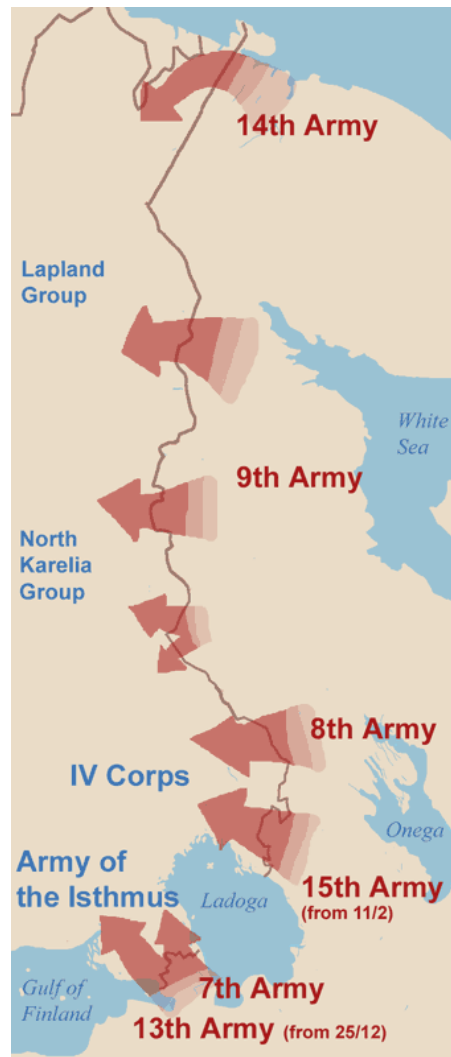 14th Army
Lapland
Group
White
Sea
9th Army
North
Karelia
Group
8th Army
IV Corps
Onega
Army of
the Isthmus
Ladoga
15th Army
(from 11/2)
Gulf of
Finland
7th Army
13th Army (from 25/12)